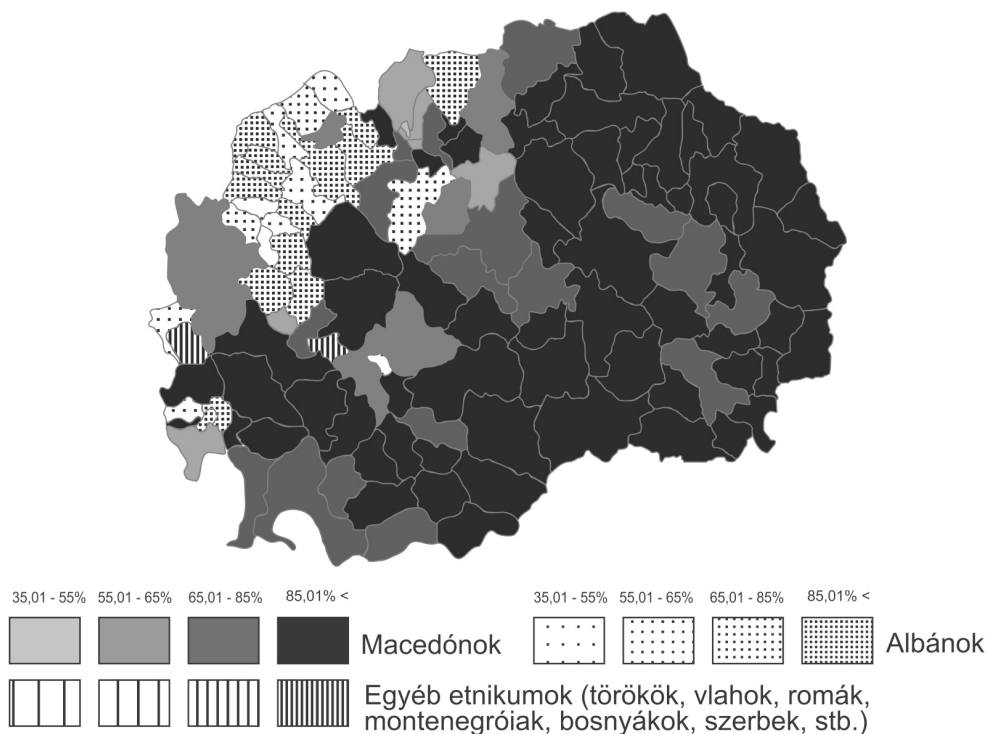 35,01 - 55% 55,01 - 65% 65,01 - 85% 85,01% <
Macedónok
35,01 - 55% 55,01 - 65% 65,01 - 85% 85,01% <
Albánok
Egyéb etnikumok (törökök, vlahok, romák,
montenegróiak, bosnyákok, szerbek, stb.)